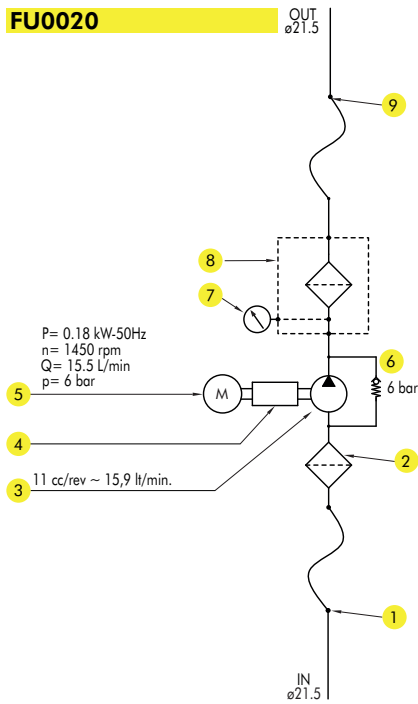 FU0020
OUT
ø21.5
9
8
7
P= 0.18 kW-50Hz
n= 1450 rpm
Q= 15.5 L/min
p= 6 bar
6
6 bar
5
M
4
2
3
11 cc/rev ~ 15,9 lt/min.
1
IN
ø21.5